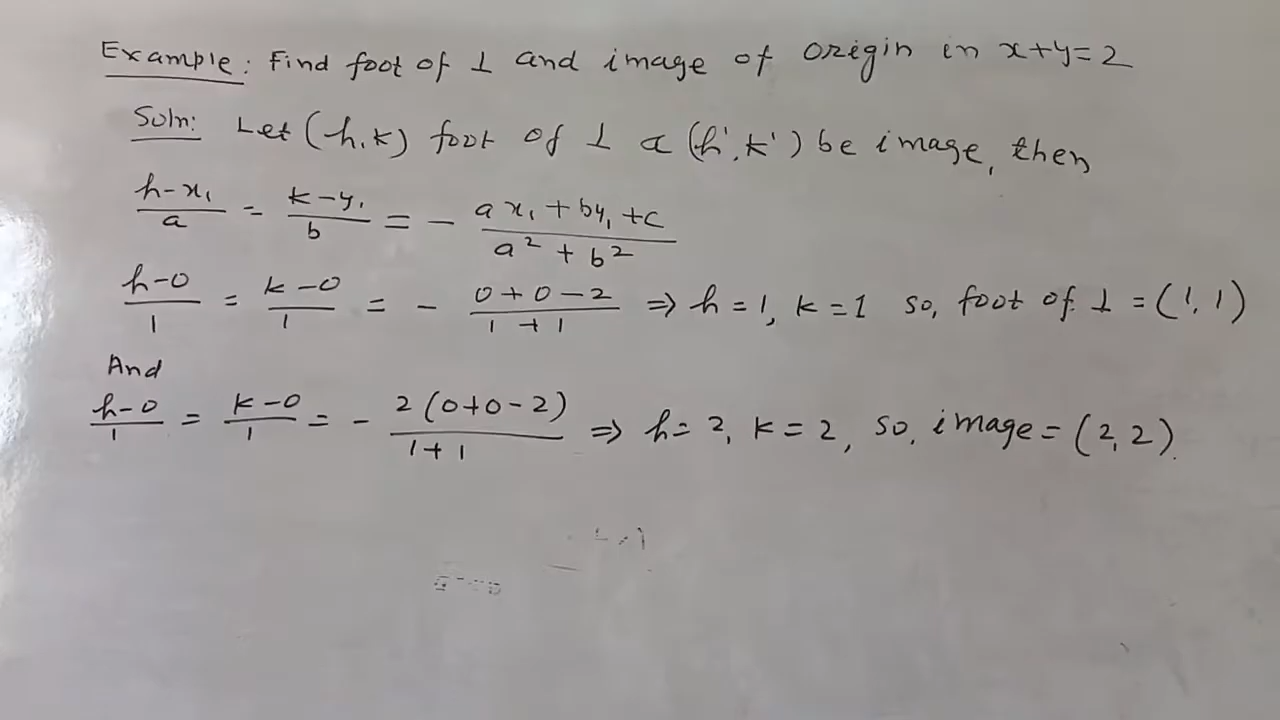 Example: Find foot of ⊥ and image of origin in x+y=2
Soln: Let (h,k) foot of ⊥ & (h',k') be image, then
(h-x₁)/a = (k-y₁)/b = - (ax₁+by₁+c)/(a²+b²)
(h-0)/1 = (k-0)/1 = - (0+0-2)/(1+1) ⇒ h=1, k=1 so, foot of ⊥ = (1,1)
And
(h-0)/1 = (k-0)/1 = - 2(0+0-2)/(1+1) ⇒ h=2, k=2, so, image=(2,2).